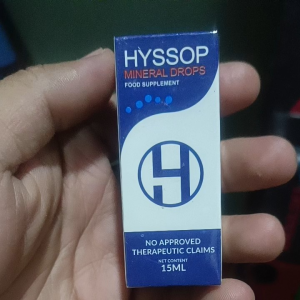 HYSSOP
MINERAL DROPS
FOOD SUPPLEMENT
H
NO APPROVED
THERAPEUTIC CLAIMS
NET CONTENT
15ML